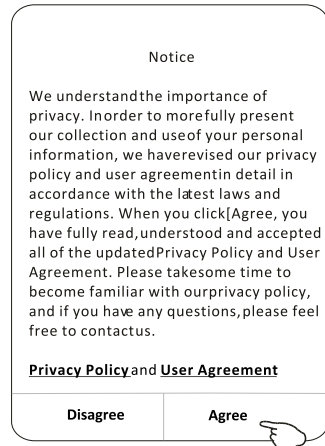 Notice
We understandthe importance of
privacy. Inorder to morefully present
our collection and useof your personal
information, we haverevised our privacy
policy and user agreementin detail in
accordance with the latest laws and
regulations. When you click[Agree, you
have fully read,understood and accepted
all of the updatedPrivacy Policy and User
Agreement. Please takesome time to
become familiar with ourprivacy policy,
and if you have any questions,please feel
free to contactus.
Privacy Policy and User Agreement
Disagree Agree